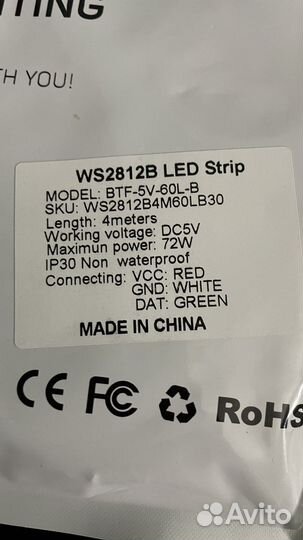 TING
TH YOU!
WS2812B LED Strip
MODEL: BTF-5V-60L-B
SKU: WS2812B4M60LB30
Length: 4meters
Working voltage: DC5V
Maximun power: 72W
IP30 Non waterproof
Connecting: VCC: RED
GND: WHITE
DAT: GREEN
MADE IN CHINA
CE FC RoHS
Avito